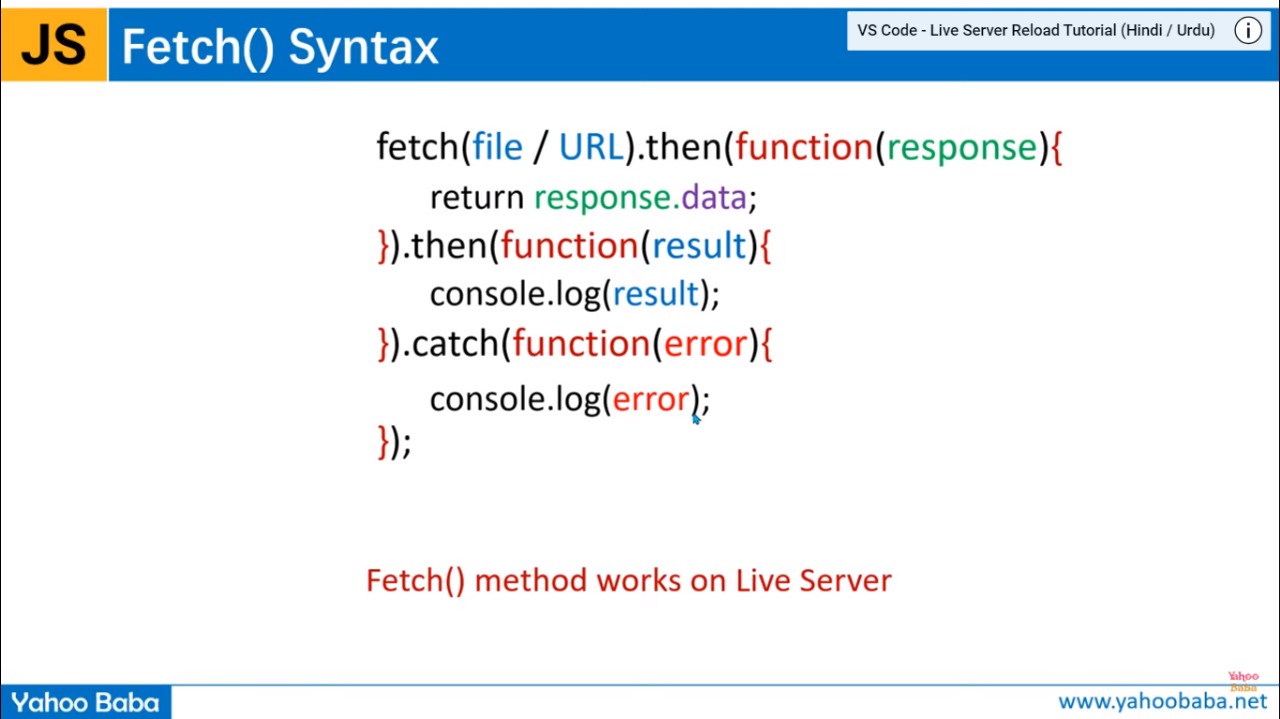 JS
Fetch() Syntax
VS Code - Live Server Reload Tutorial (Hindi / Urdu)
i
fetch(file / URL).then(function(response){
return response.data;
}).then(function(result){
console.log(result);
}).catch(function(error){
console.log(error);
});
Fetch() method works on Live Server
Yahoo Baba
Yahoo
Baba
www.yahoobaba.net